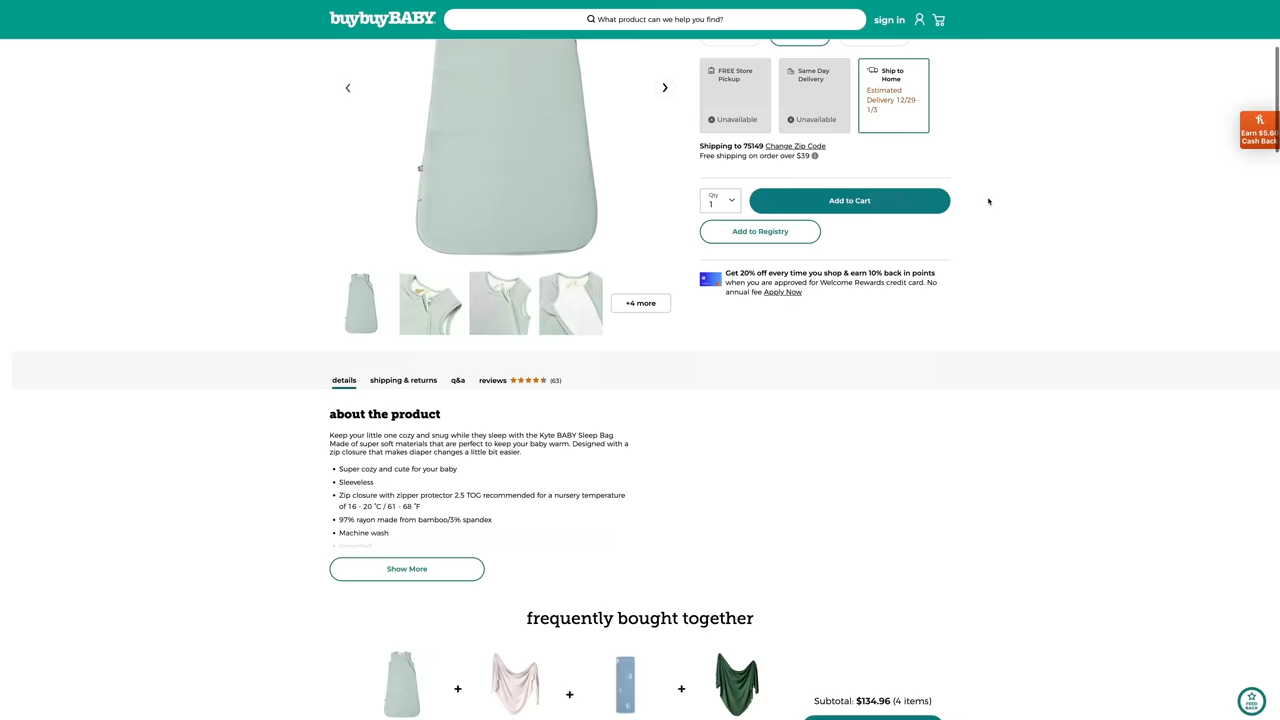 buybuyBABY
What product can we help you find?
sign in
FREE Store
Pickup
Unavailable
Same Day
Delivery
Unavailable
Ship to
Home
Estimated
Delivery 12/29 -
1/3
Earn $5.60
Cash Back
Shipping to 75149 Change Zip Code
Free shipping on order over $39
Qty
1
Add to Cart
Add to Registry
Get 20% off every time you shop & earn 10% back in points
when you are approved for Welcome Rewards credit card. No
annual fee Apply Now
+4 more
details
shipping & returns
q&a
reviews
(63)
about the product
Keep your little one cozy and snug while they sleep with the Kyte BABY Sleep Bag.
Made of super soft materials that are perfect to keep your baby warm. Designed with a
zip closure that makes diaper changes a little bit easier.
• Super cozy and cute for your baby
• Sleeveless
• Zip closure with zipper protector 2.5 TOG recommended for a nursery temperature
of 16 - 20 °C / 61 - 68 °F
• 97% rayon made from bamboo/3% spandex
• Machine wash
• Imported
Show More
frequently bought together
+
+
+
Subtotal: $134.96 (4 items)
FEED
BACK